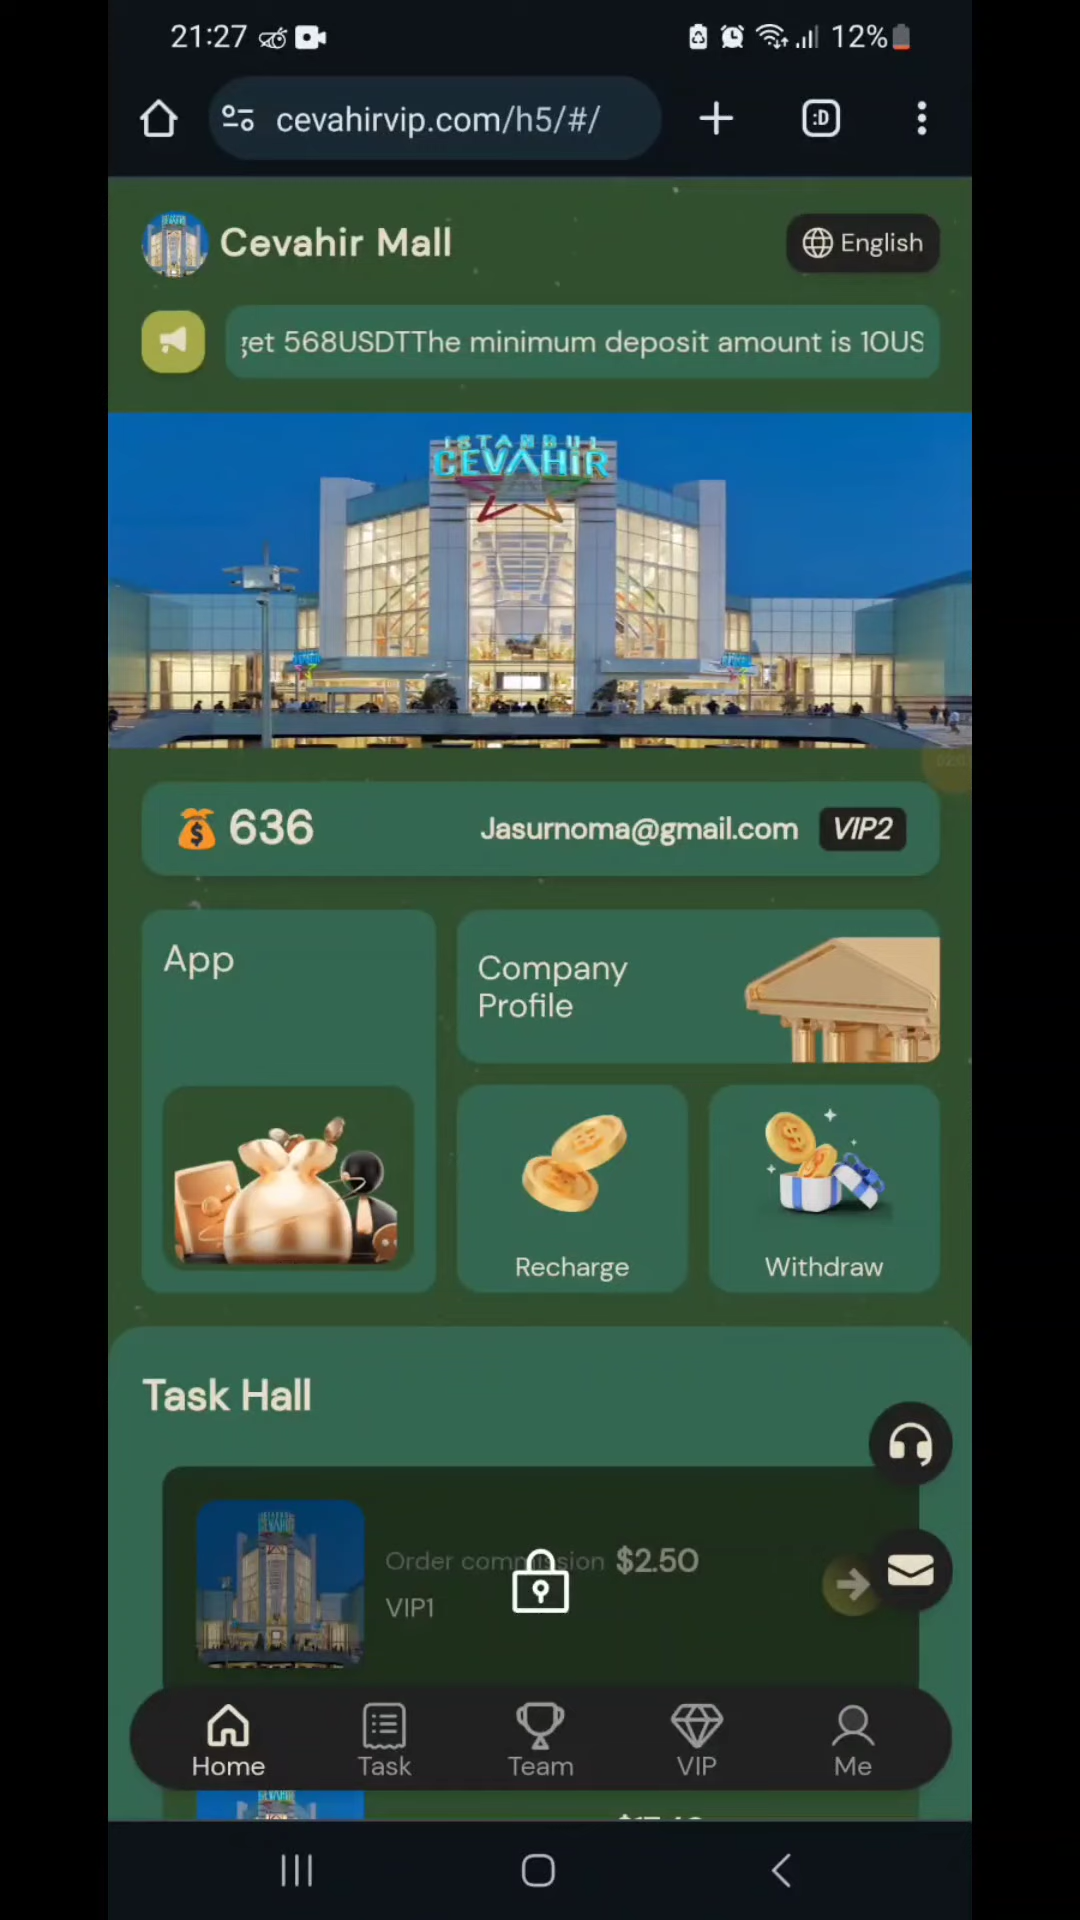 21:27
12%
cevahirvip.com/h5/#/
:D
Cevahir Mall
English
get 568USDTThe minimum deposit amount is 10US
ISTANBUL
CEVAHİR
636
Jasurnoma@gmail.com
VIP2
App
Company
Profile
Recharge
Withdraw
Task Hall
Order commission $2.50
VIP1
Home
Task
Team
VIP
Me